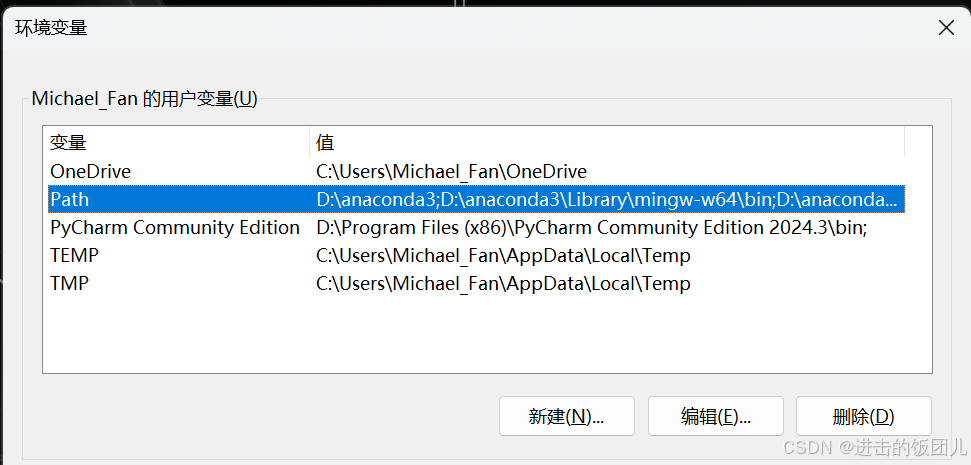 环境变量
Michael_Fan 的用户变量(U)
变量 值
OneDrive C:\Users\Michael_Fan\OneDrive
Path D:\anaconda3;D:\anaconda3\Library\mingw-w64\bin;D:\anaconda...
PyCharm Community Edition D:\Program Files (x86)\PyCharm Community Edition 2024.3\bin;
TEMP C:\Users\Michael_Fan\AppData\Local\Temp
TMP C:\Users\Michael_Fan\AppData\Local\Temp
新建(N)... 编辑(E)... 删除(D)
CSDN @进击的饭团儿